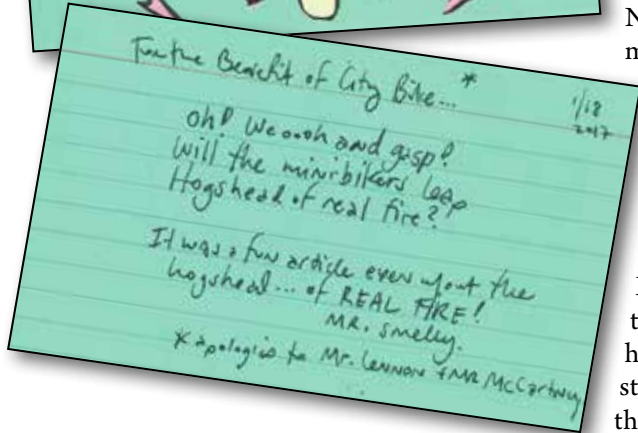 For the Benefit of City Bike... *
1/18
2017
Oh! We oooh and gasp!
Will the minibikers leap
Hogshead of real fire?
It was a fun article even w/out the
hogshead... of REAL FIRE!
MR. Smelly.
* apologies to Mr. Lennon & MR McCartney
N
m
t
h
st
th